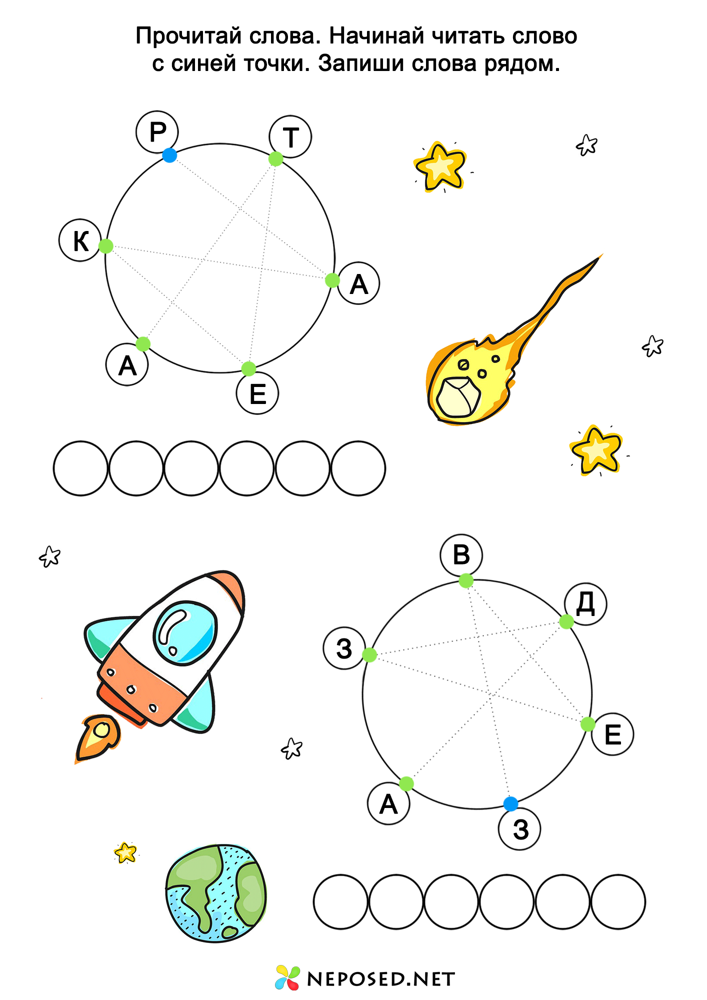 Прочитай слова. Начинай читать слово
с синей точки. Запиши слова рядом.
Р
Т
К
А
А
Е
В
Д
З
Е
А
З
NEPOSED.NET